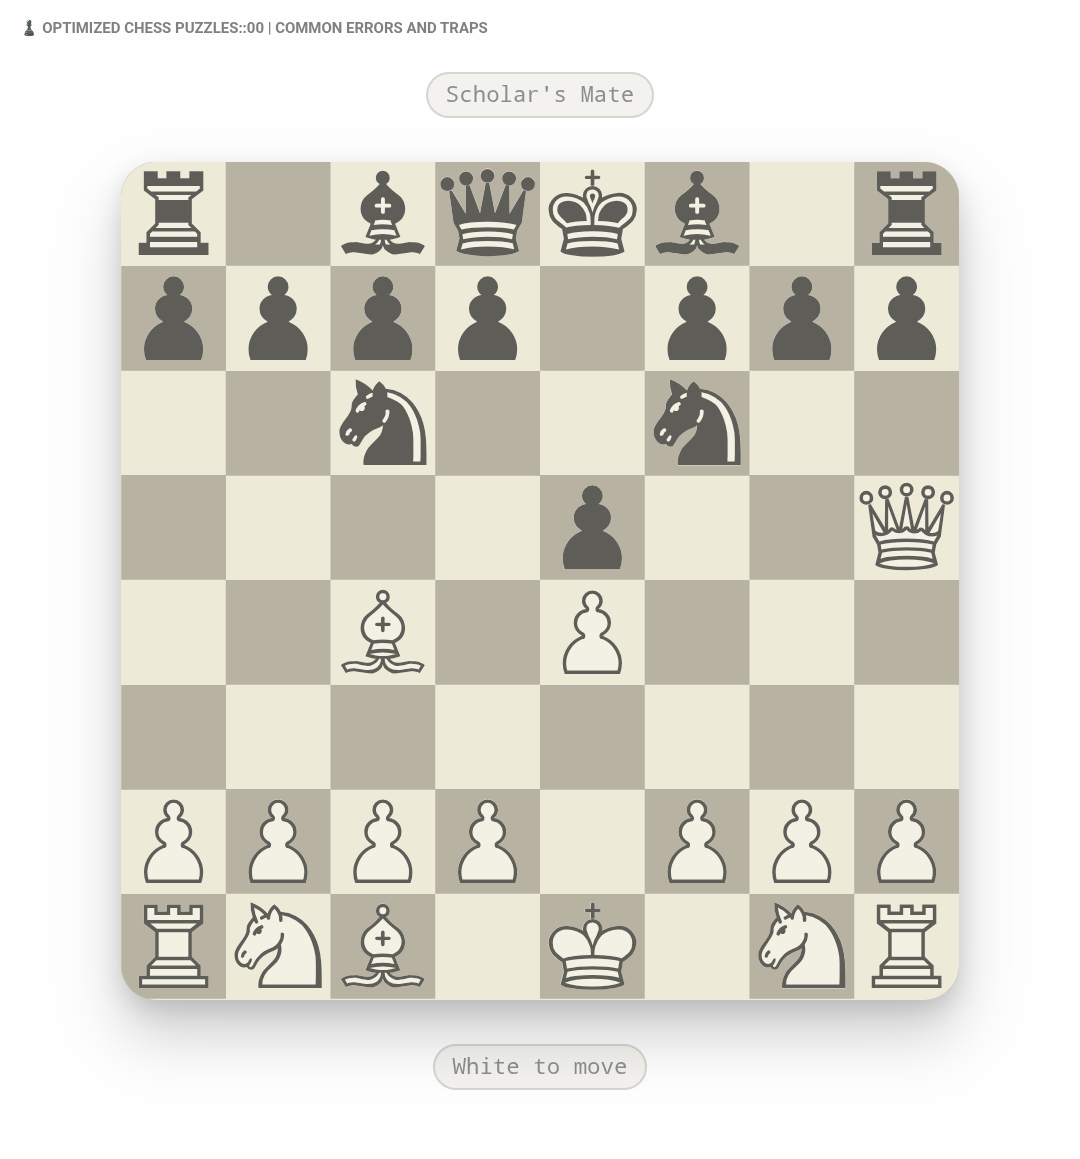 OPTIMIZED CHESS PUZZLES::00 | COMMON ERRORS AND TRAPS
Scholar's Mate
White to move